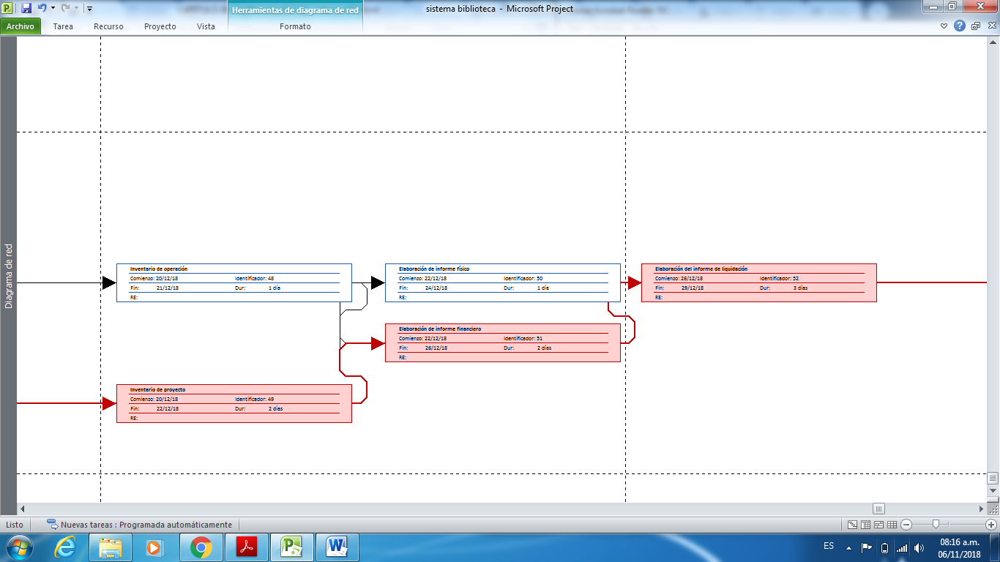 Herramientas de diagrama de red
sistema biblioteca - Microsoft Project
Archivo Tarea Recurso Proyecto Vista Formato
Diagrama de red
Inventario de operación
Comienzo: 20/12/18 Identificador: 48
Fin: 21/12/18 Dur: 1 día
RE:
Elaboración de informe físico
Comienzo: 22/12/18 Identificador: 50
Fin: 24/12/18 Dur: 1 día
RE:
Elaboración del informe de liquidación
Comienzo: 26/12/18 Identificador: 52
Fin: 29/12/18 Dur: 3 días
RE:
Elaboración de informe financiero
Comienzo: 22/12/18 Identificador: 51
Fin: 26/12/18 Dur: 2 días
RE:
Inventario de proyecto
Comienzo: 20/12/18 Identificador: 49
Fin: 22/12/18 Dur: 2 días
RE:
Listo Nuevas tareas : Programada automáticamente
ES
08:16 a.m.
06/11/2018